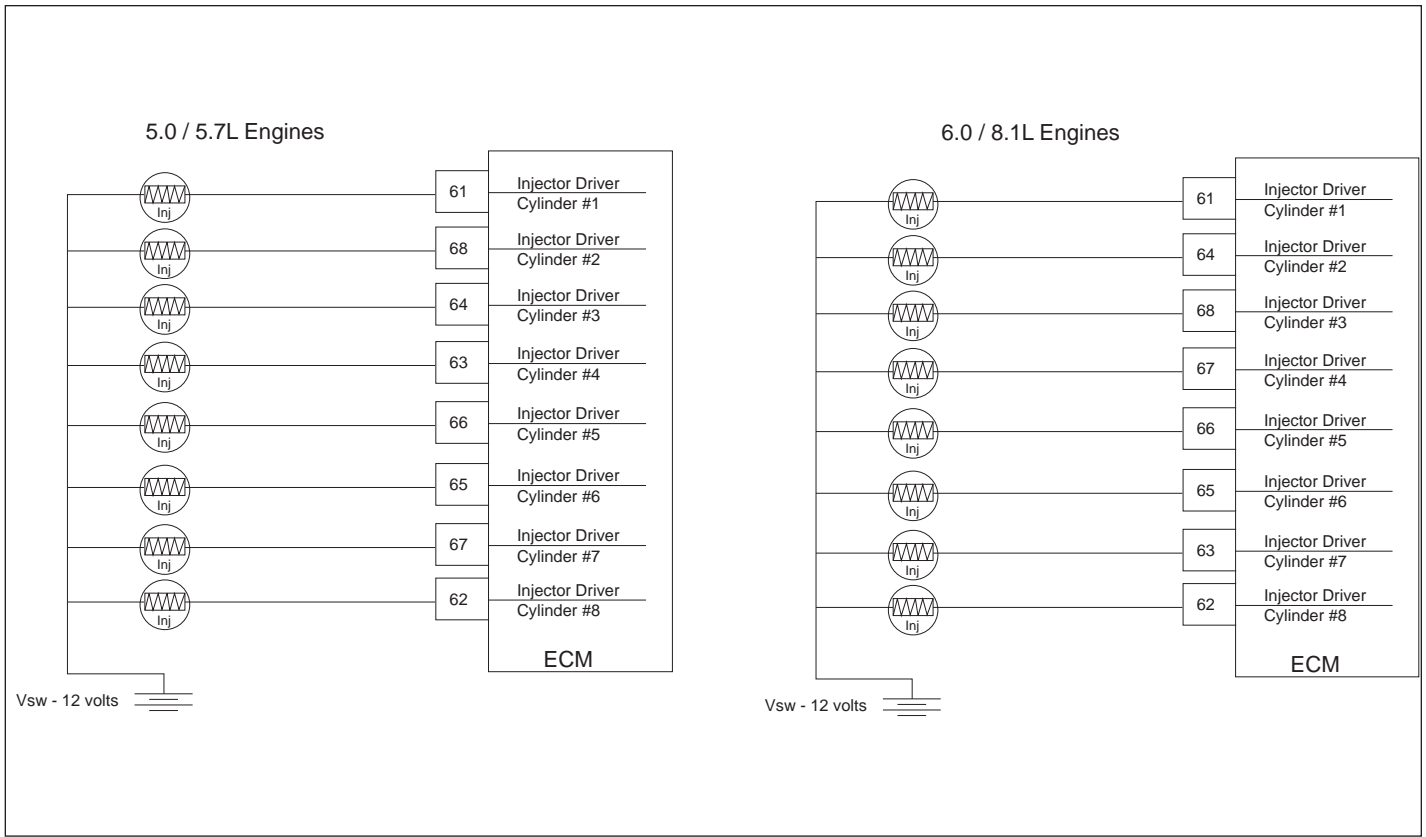 5.0 / 5.7L Engines
Inj
61
Injector Driver
Cylinder #1
Inj
68
Injector Driver
Cylinder #2
Inj
64
Injector Driver
Cylinder #3
Inj
63
Injector Driver
Cylinder #4
Inj
66
Injector Driver
Cylinder #5
Inj
65
Injector Driver
Cylinder #6
Inj
67
Injector Driver
Cylinder #7
Inj
62
Injector Driver
Cylinder #8
ECM
Vsw - 12 volts
6.0 / 8.1L Engines
Inj
61
Injector Driver
Cylinder #1
Inj
64
Injector Driver
Cylinder #2
Inj
68
Injector Driver
Cylinder #3
Inj
67
Injector Driver
Cylinder #4
Inj
66
Injector Driver
Cylinder #5
Inj
65
Injector Driver
Cylinder #6
Inj
63
Injector Driver
Cylinder #7
Inj
62
Injector Driver
Cylinder #8
ECM
Vsw - 12 volts